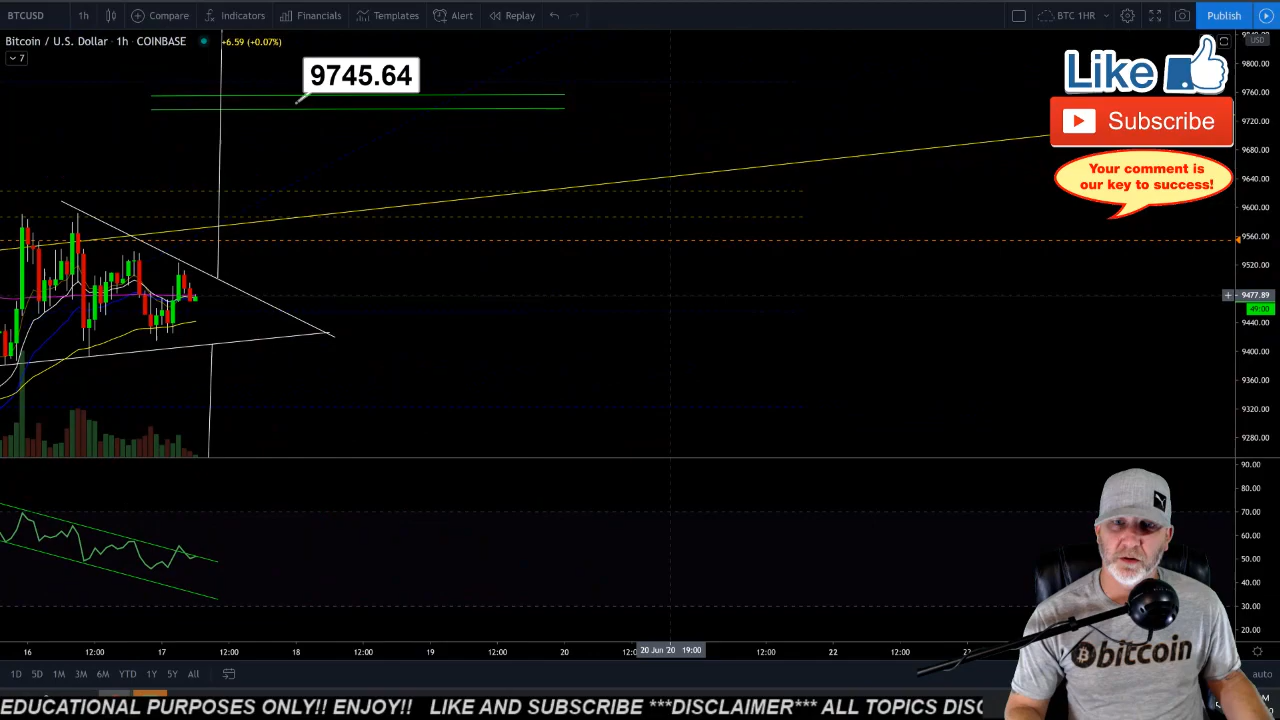 BTCUSD 1h Compare Indicators Financials Templates Alert Replay BTC 1HR Publish
Bitcoin / U.S. Dollar · 1h · COINBASE +6.59 (+0.07%) USD
7
9745.64
Like
Subscribe
Your comment is
our key to success!
9800.00
9760.00
9720.00
9680.00
9640.00
9600.00
9560.00
9520.00
9477.89
49:00
9440.00
9400.00
9360.00
9320.00
9280.00
90.00
80.00
70.00
60.00
50.00
40.00
30.00
20.00
bitcoin
16 12:00 17 12:00 18 12:00 19 12:00 20 20 Jun '20 19:00 12:00 22 12:00
1D 5D 1M 3M 6M YTD 1Y 5Y All auto
EDUCATIONAL PURPOSES ONLY!! ENJOY!! LIKE AND SUBSCRIBE ***DISCLAIMER*** ALL TOPICS